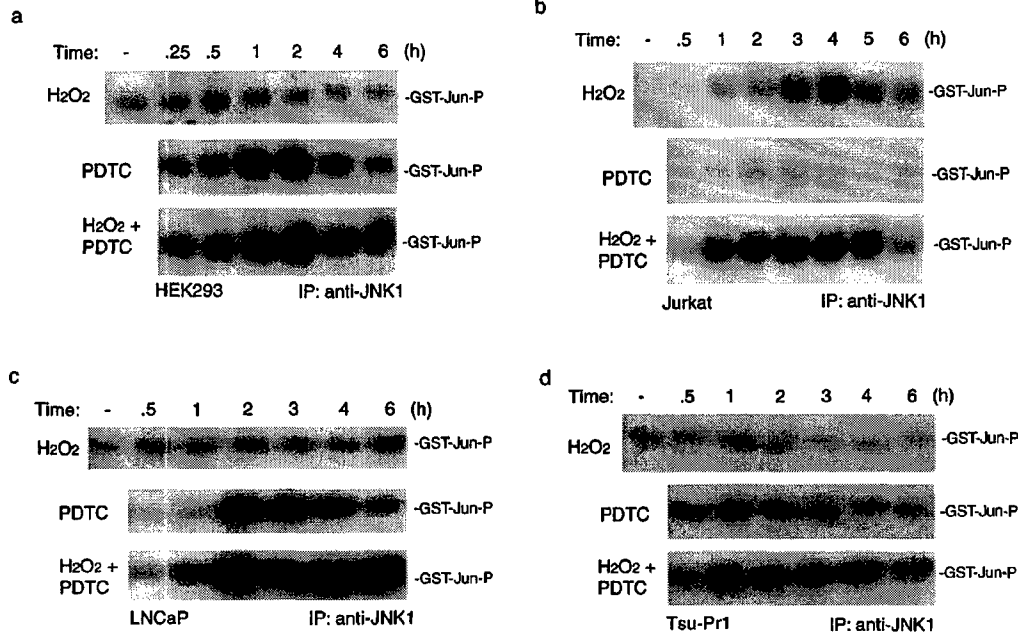 a
Time: - .25 .5 1 2 4 6 (h)
H2O2 -GST-Jun-P
PDTC -GST-Jun-P
H2O2 +
PDTC -GST-Jun-P
HEK293 IP: anti-JNK1
b
Time: - .5 1 2 3 4 5 6 (h)
H2O2 -GST-Jun-P
PDTC -GST-Jun-P
H2O2 +
PDTC -GST-Jun-P
Jurkat IP: anti-JNK1
c
Time: - .5 1 2 3 4 6 (h)
H2O2 -GST-Jun-P
PDTC -GST-Jun-P
H2O2 +
PDTC -GST-Jun-P
LNCaP IP: anti-JNK1
d
Time: - .5 1 2 3 4 6 (h)
H2O2 -GST-Jun-P
PDTC -GST-Jun-P
H2O2 +
PDTC -GST-Jun-P
Tsu-Pr1 IP: anti-JNK1